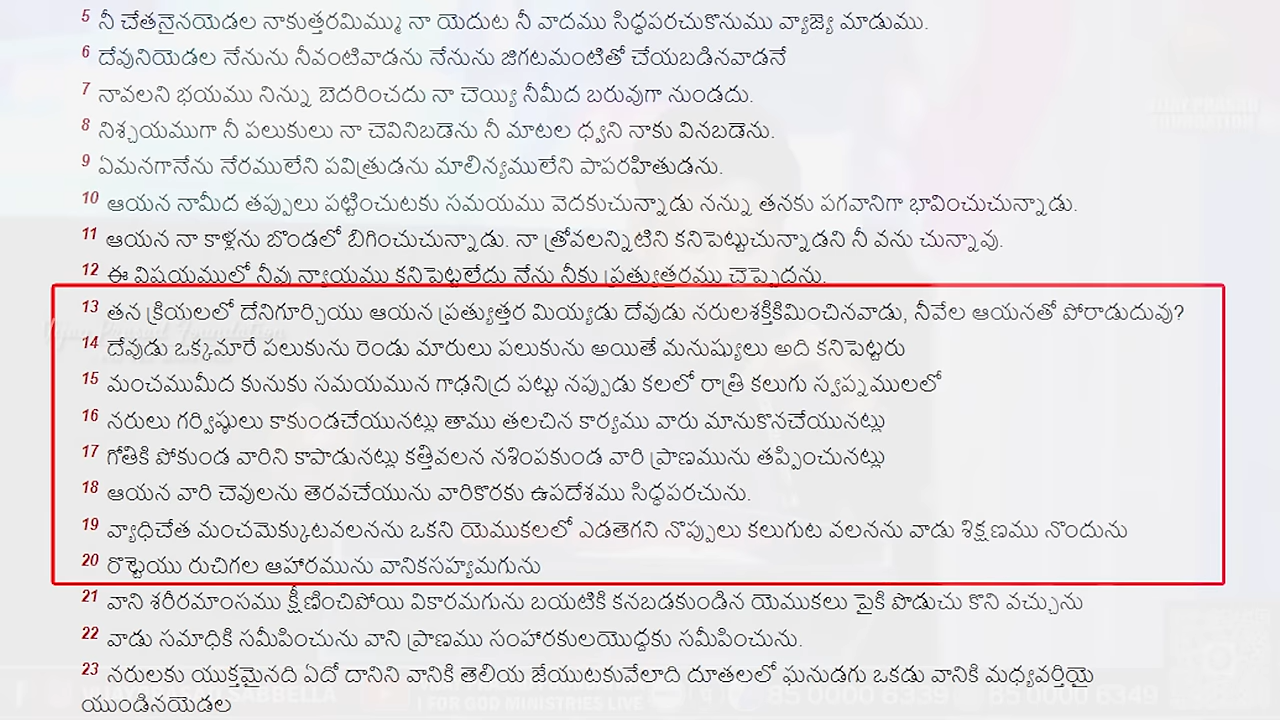 5 నీ చేతనైనయెడల నాకుత్తరమిమ్ము నా యెదుట నీ వాదము సిద్ధపరచుకొనుము వ్యాజ్యె మాడుము.
6 దేవునియెడల నేనును నీవంటివాడను నేనును జిగటమంటితో చేయబడినవాడనే
7 నావలని భయము నిన్ను బెదరించదు నా చెయ్యి నీమీద బరువుగా నుండదు.
8 నిశ్చయముగా నీ పలుకులు నా చెవినిబడెను నీ మాటల ధ్వని నాకు వినబడెను.
9 ఏమనగానేను నేరములేని పవిత్రుడను మాలిన్యములేని పాపరహితుడను.
10 ఆయన నామీద తప్పులు పట్టించుటకు సమయము వెదకుచున్నాడు నన్ను తనకు పగవానిగా భావించుచున్నాడు.
11 ఆయన నా కాళ్లను బొండలో బిగించుచున్నాడు. నా త్రోవలన్నిటిని కనిపెట్టుచున్నాడని నీ వను చున్నావు.
12 ఈ విషయములో నీవు న్యాయము కనిపెట్టలేదు నేను నీకు ప్రత్యుత్తరము చెప్పెదను.
13 తన క్రియలలో దేనిగూర్చియు ఆయన ప్రత్యుత్తర మియ్యడు దేవుడు నరులశక్తికిమించినవాడు, నీవేల ఆయనతో పోరాడుదువు?
14 దేవుడు ఒక్కమారే పలుకును రెండు మారులు పలుకును అయితే మనుష్యులు అది కనిపెట్టరు
15 మంచముమీద కునుకు సమయమున గాఢనిద్ర పట్టు నప్పుడు కలలో రాత్రి కలుగు స్వప్నములలో
16 నరులు గర్విష్ఠులు కాకుండచేయునట్లు తాము తలచిన కార్యము వారు మానుకొనచేయునట్లు
17 గోతికి పోకుండ వారిని కాపాడునట్లు కత్తివలన నశింపకుండ వారి ప్రాణమును తప్పించునట్లు
18 ఆయన వారి చెవులను తెరవచేయును వారికొరకు ఉపదేశము సిద్ధపరచును.
19 వ్యాధిచేత మంచమెక్కుటవలనను ఒకని యెముకలలో ఎడతెగని నొప్పులు కలుగుట వలనను వాడు శిక్షణము నొందును
20 రొట్టెయు రుచిగల ఆహారమును వానికసహ్యమగును
21 వాని శరీరమాంసము క్షీణించిపోయి వికారమగును బయటికి కనబడకుండిన యెముకలు పైకి పొడుచు కొని వచ్చును
22 వాడు సమాధికి సమీపించును వాని ప్రాణము సంహారకులయొద్దకు సమీపించును.
23 నరులకు యుక్తమైనది ఏదో దానిని వానికి తెలియ జేయుటకువేలాది దూతలలో ఘనుడగు ఒకడు వానికి మధ్యవర్తియై
యుండినయెడల